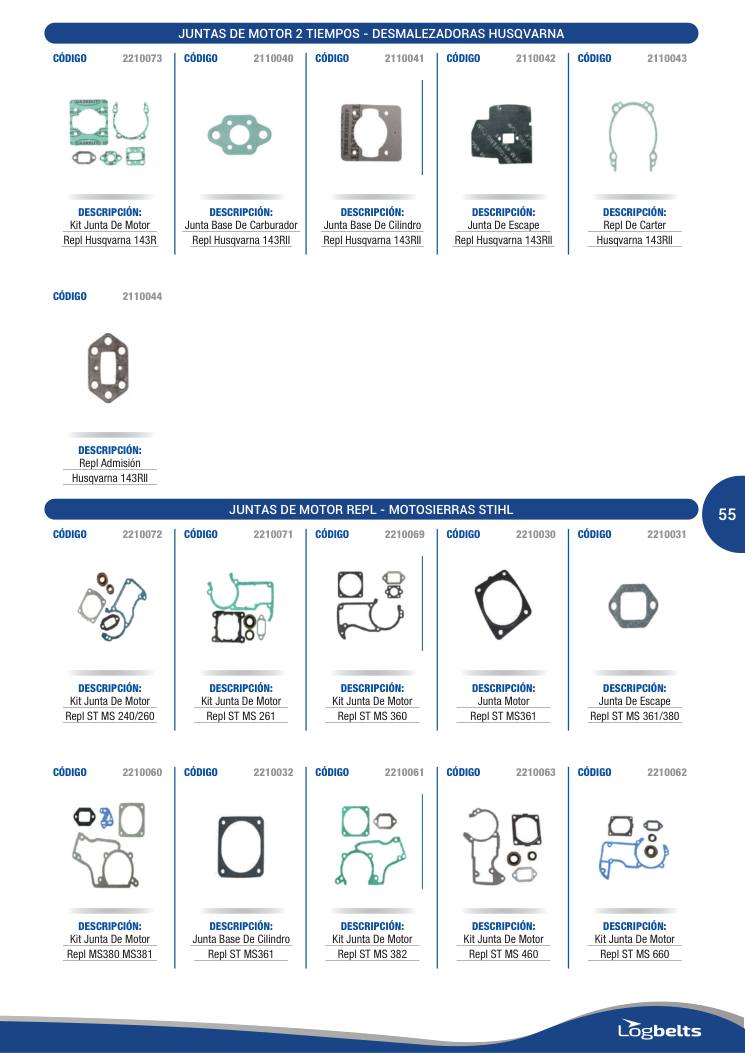 JUNTAS DE MOTOR 2 TIEMPOS - DESMALEZADORAS HUSQVARNA
CÓDIGO 2210073
DESCRIPCIÓN:
Kit Junta De Motor
Repl Husqvarna 143R
CÓDIGO 2110040
DESCRIPCIÓN:
Junta Base De Carburador
Repl Husqvarna 143RII
CÓDIGO 2110041
DESCRIPCIÓN:
Junta Base De Cilindro
Repl Husqvarna 143RII
CÓDIGO 2110042
DESCRIPCIÓN:
Junta De Escape
Repl Husqvarna 143RII
CÓDIGO 2110043
DESCRIPCIÓN:
Repl De Carter
Husqvarna 143RII
CÓDIGO 2110044
DESCRIPCIÓN:
Repl Admisión
Husqvarna 143RII
JUNTAS DE MOTOR REPL - MOTOSIERRAS STIHL
55
CÓDIGO 2210072
DESCRIPCIÓN:
Kit Junta De Motor
Repl ST MS 240/260
CÓDIGO 2210071
DESCRIPCIÓN:
Kit Junta De Motor
Repl ST MS 261
CÓDIGO 2210069
DESCRIPCIÓN:
Kit Junta De Motor
Repl ST MS 360
CÓDIGO 2210030
DESCRIPCIÓN:
Junta Motor
Repl ST MS361
CÓDIGO 2210031
DESCRIPCIÓN:
Junta De Escape
Repl ST MS 361/380
CÓDIGO 2210060
DESCRIPCIÓN:
Kit Junta De Motor
Repl MS380 MS381
CÓDIGO 2210032
DESCRIPCIÓN:
Junta Base De Cilindro
Repl ST MS361
CÓDIGO 2210061
DESCRIPCIÓN:
Kit Junta De Motor
Repl ST MS 382
CÓDIGO 2210063
DESCRIPCIÓN:
Kit Junta De Motor
Repl ST MS 460
CÓDIGO 2210062
DESCRIPCIÓN:
Kit Junta De Motor
Repl ST MS 660
Logbelts